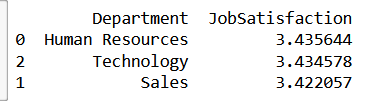 Department JobSatisfaction
0 Human Resources 3.435644
2 Technology 3.434578
1 Sales 3.422057